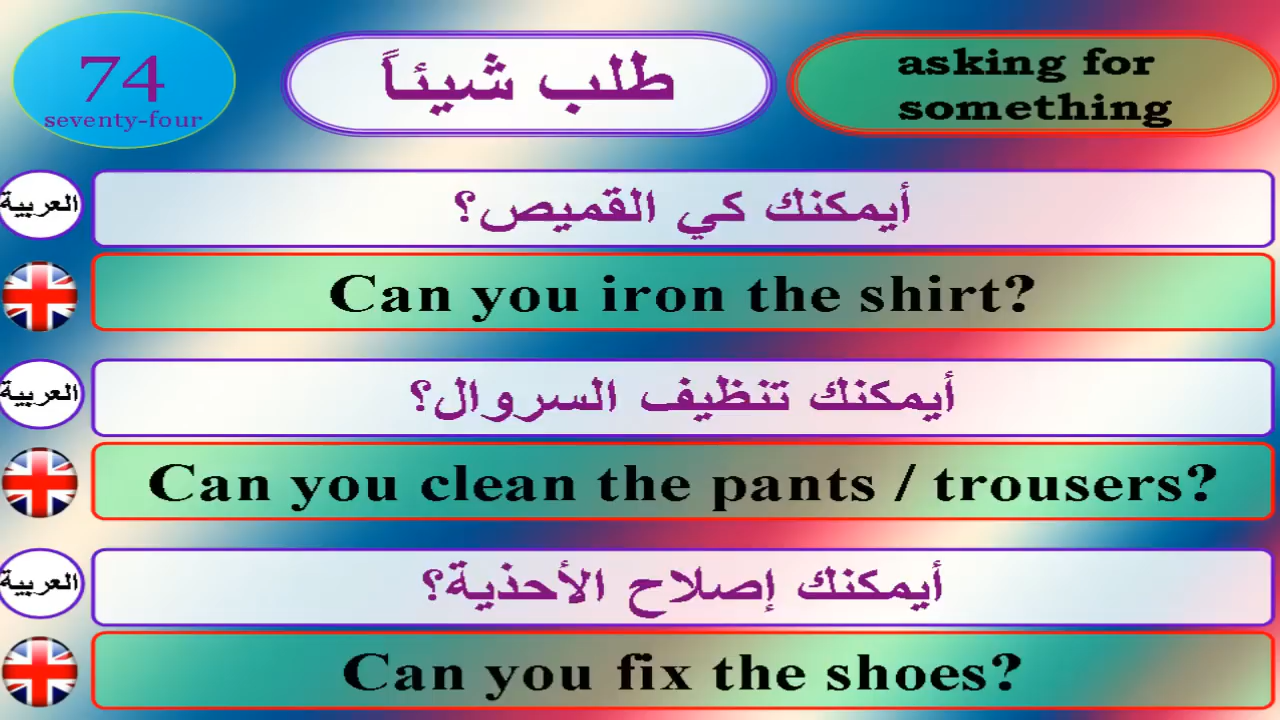 74
seventy-four
طلب شيئاً
asking for
something
العربية
أيمكنك كي القميص؟
Can you iron the shirt?
العربية
أيمكنك تنظيف السروال؟
Can you clean the pants / trousers?
العربية
أيمكنك إصلاح الأحذية؟
Can you fix the shoes?